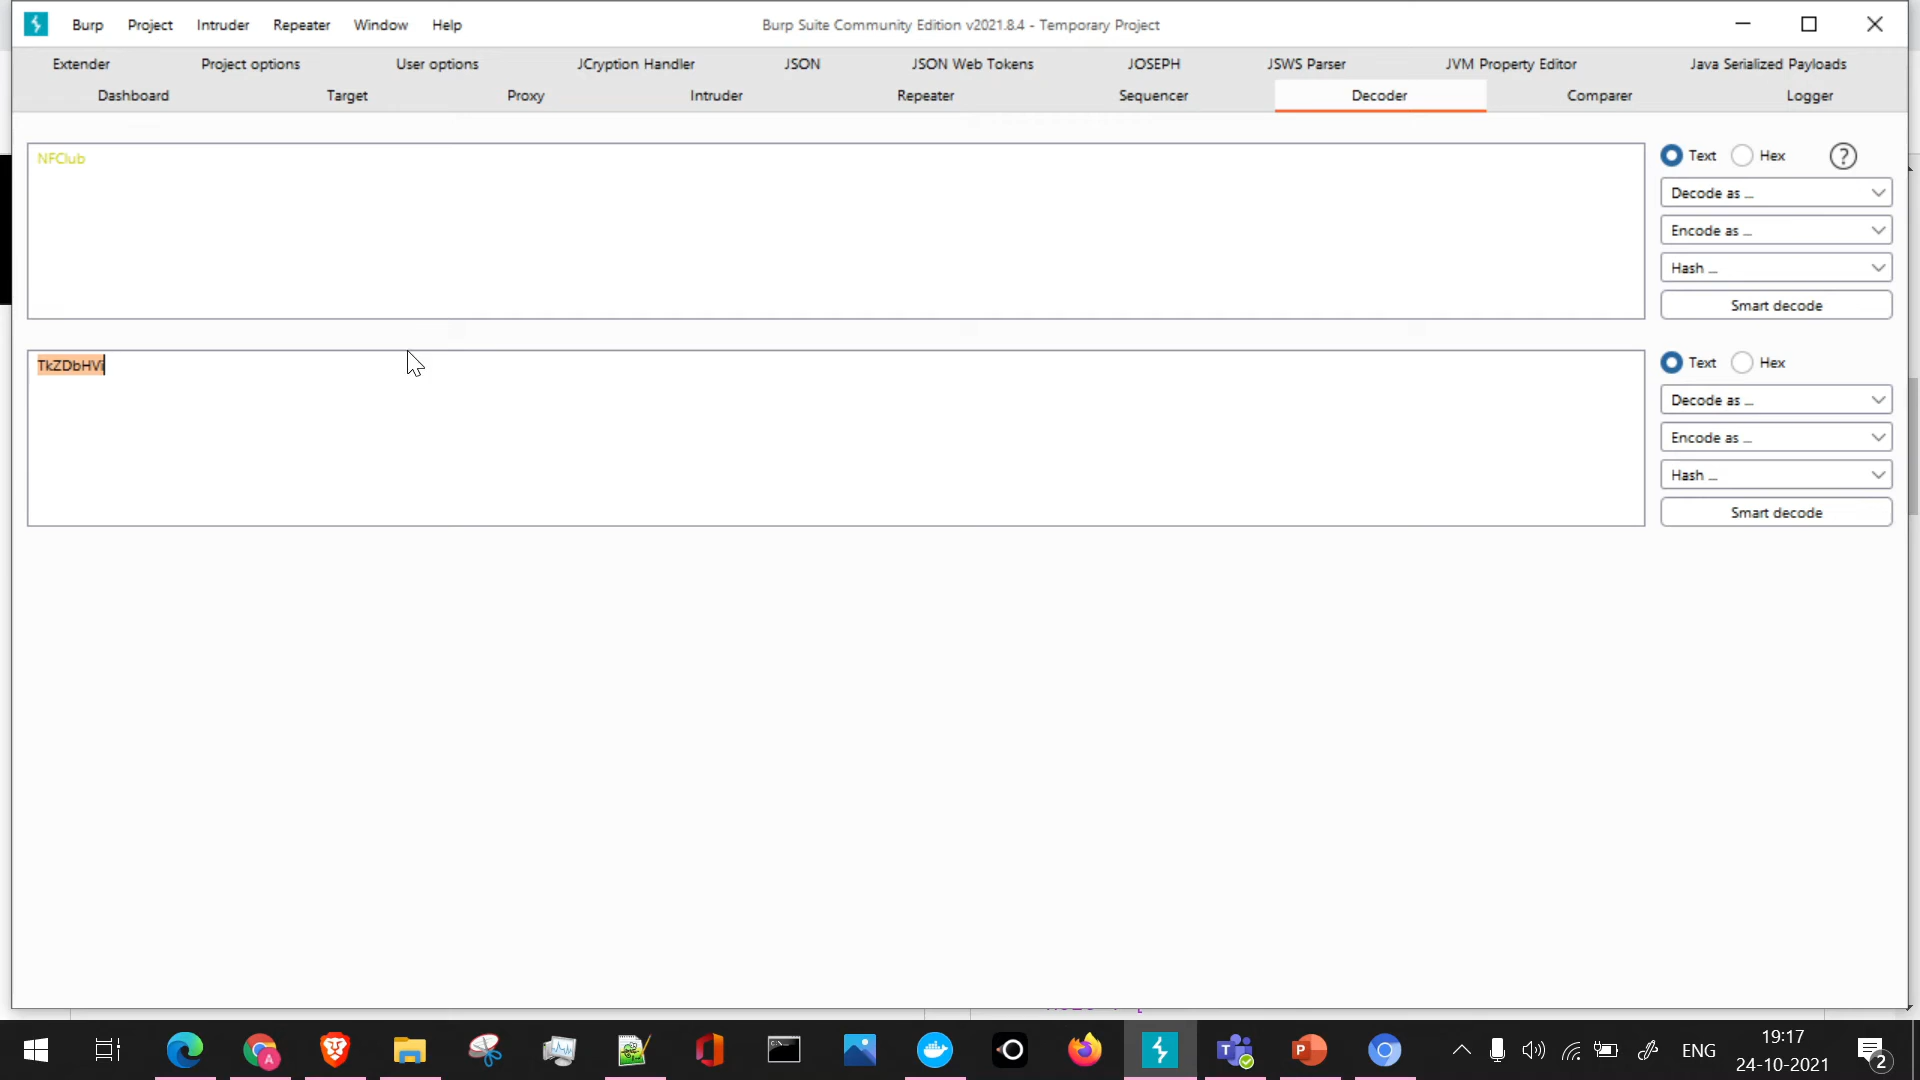 Burp Project Intruder Repeater Window Help Burp Suite Community Edition v2021.8.4 - Temporary Project
Extender Project options User options JCryption Handler JSON JSON Web Tokens JOSEPH JSWS Parser JVM Property Editor Java Serialized Payloads
Dashboard Target Proxy Intruder Repeater Sequencer Decoder Comparer Logger
NFClub
Text Hex ?
Decode as ...
Encode as ...
Hash ...
Smart decode
TkZDbHVi
Text Hex
Decode as ...
Encode as ...
Hash ...
Smart decode
ENG
19:17
24-10-2021
2